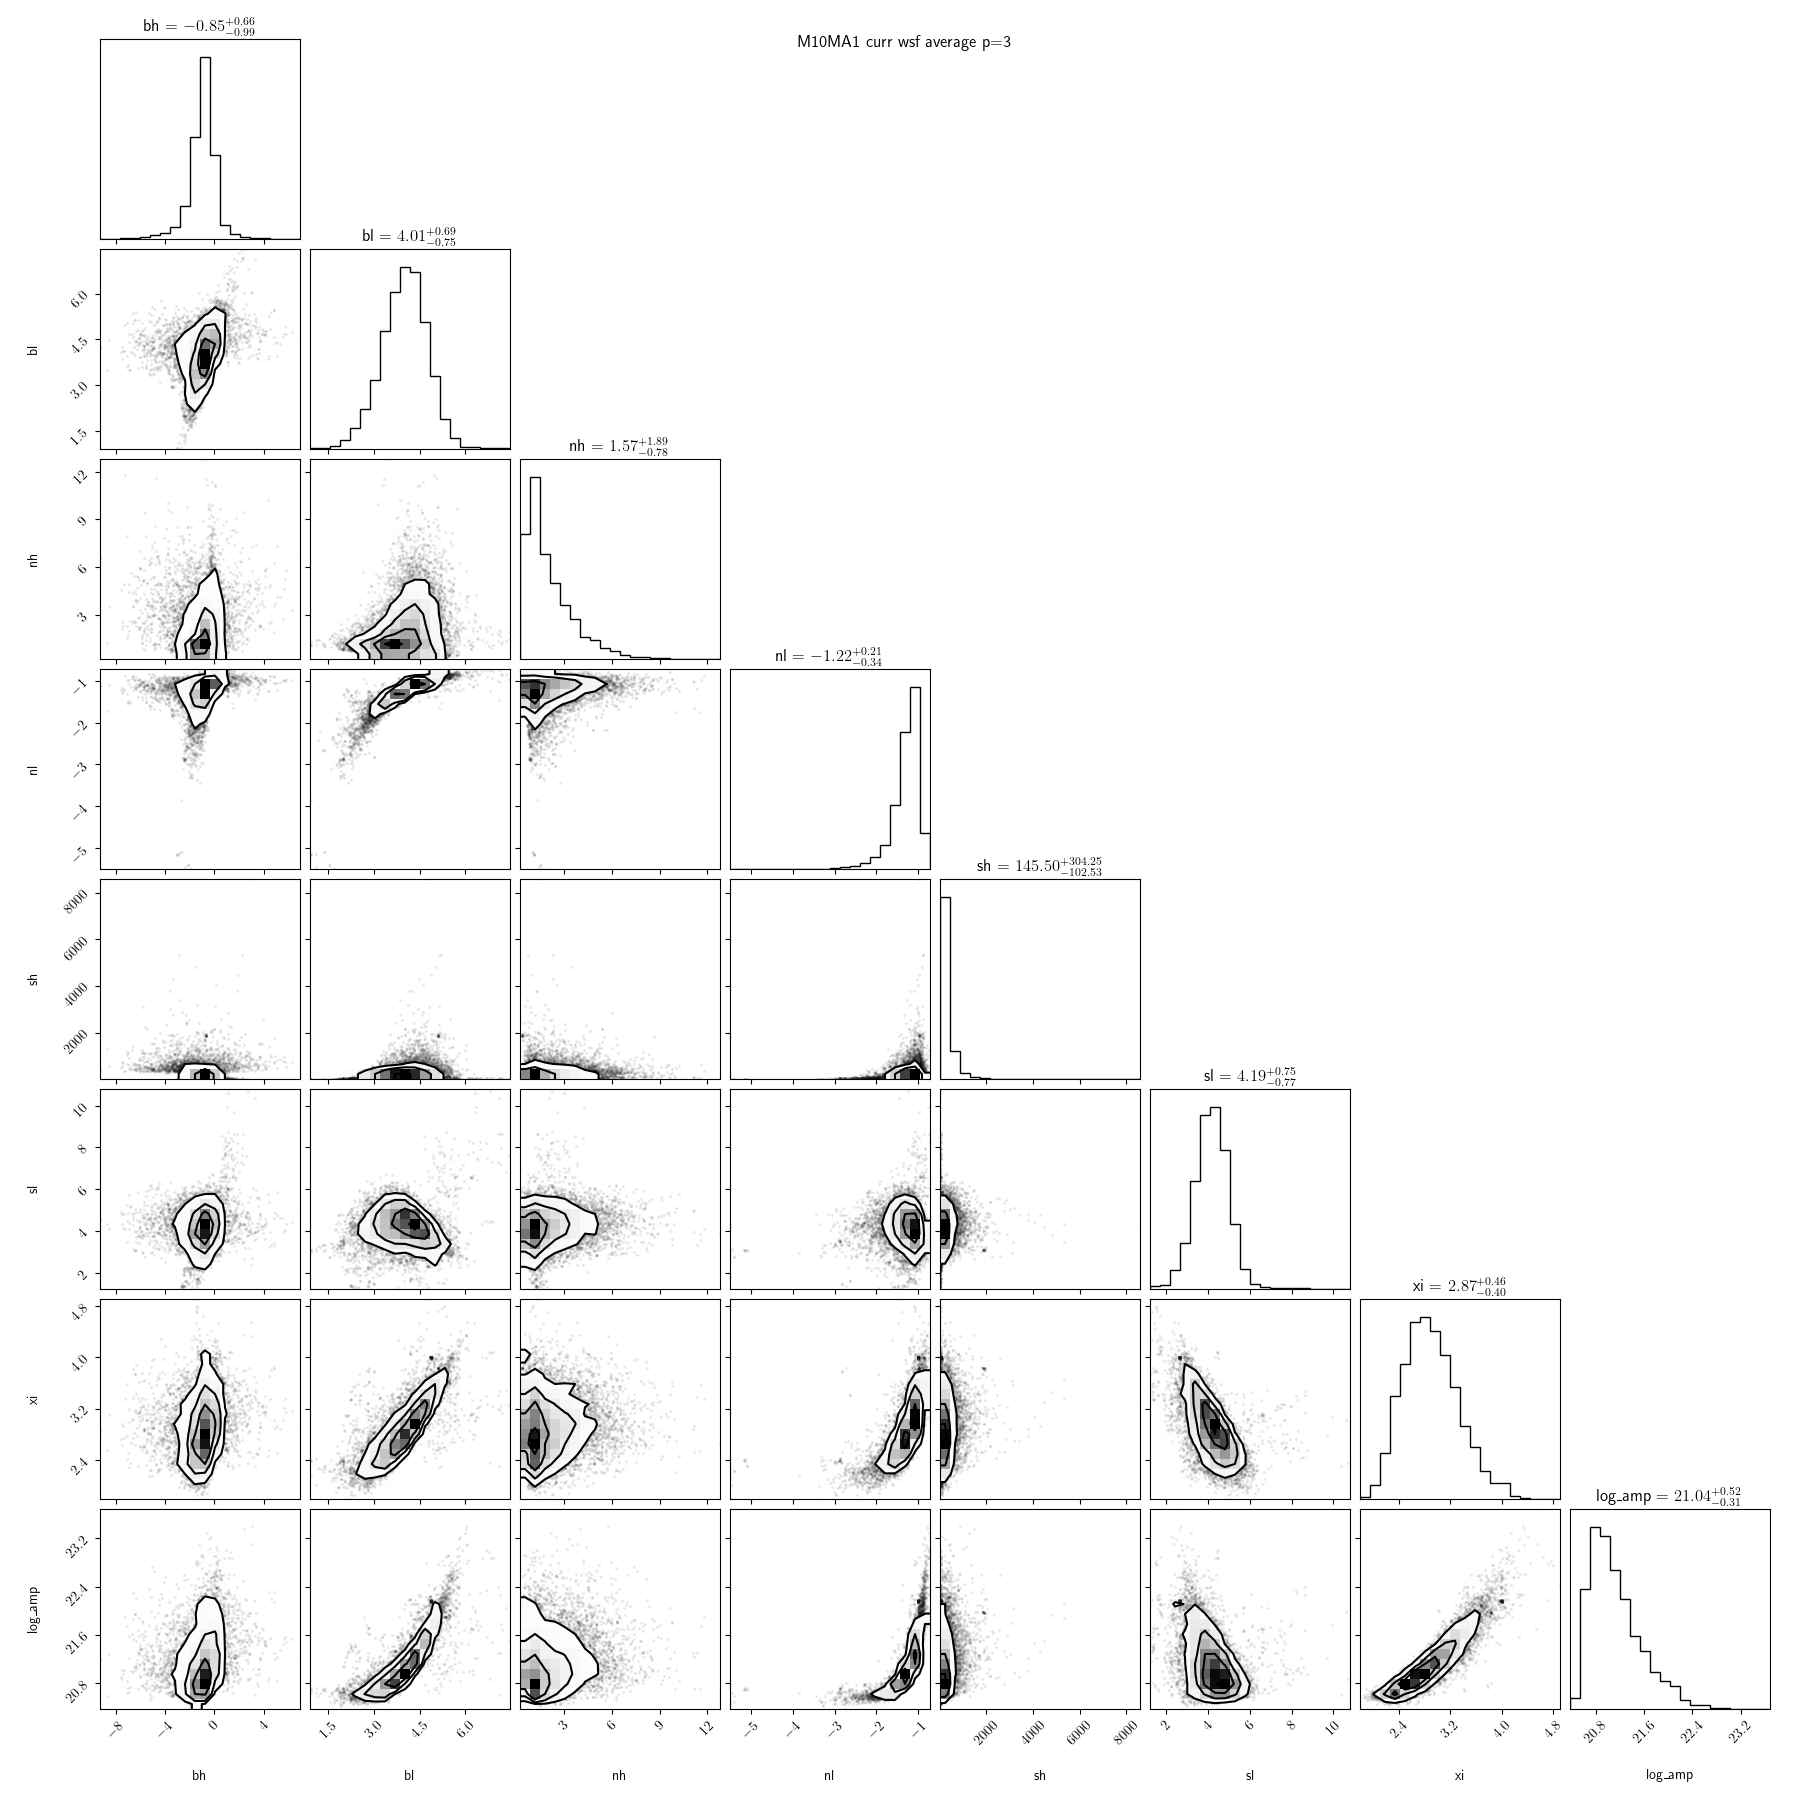 bh = −0.85+0.66 −0.99
M10MA1 curr wsf average p=3
bl = 4.01+0.69 −0.75
bl
6.0
4.5
3.0
1.5
nh = 1.57+1.89 −0.78
nh
12
9
6
3
nl = −1.22+0.21 −0.34
nl
−1
−2
−3
−4
−5
sh = 145.50+304.25 −102.53
sh
8000
6000
4000
2000
sl = 4.19+0.75 −0.77
sl
10
8
6
4
2
xi = 2.87+0.46 −0.40
xi
4.8
4.0
3.2
2.4
log_amp = 21.04+0.52 −0.31
log_amp
23.2
22.4
21.6
20.8
−8 −4 0 4 1.5 3.0 4.5 6.0 3 6 9 12 −5 −4 −3 −2 −1 2000 4000 6000 8000 2 4 6 8 10 2.4 3.2 4.0 4.8 20.8 21.6 22.4 23.2
bh bl nh nl sh sl xi log_amp